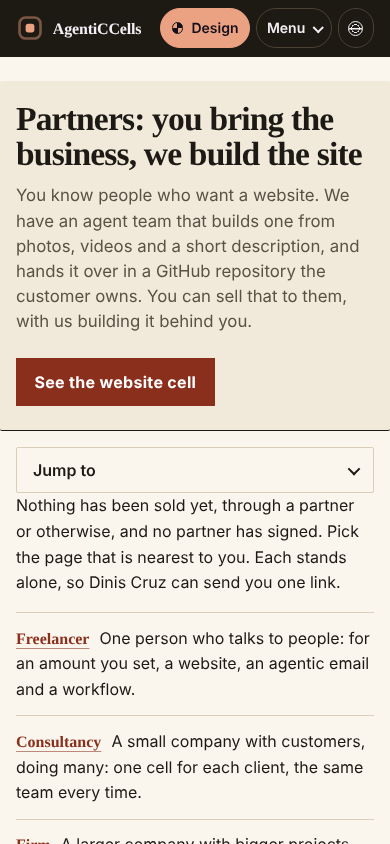 AgentiCCells
Design
Menu
Partners: you bring the
business, we build the site
You know people who want a website. We
have an agent team that builds one from
photos, videos and a short description, and
hands it over in a GitHub repository the
customer owns. You can sell that to them,
with us building it behind you.
See the website cell
Jump to
Nothing has been sold yet, through a partner
or otherwise, and no partner has signed. Pick
the page that is nearest to you. Each stands
alone, so Dinis Cruz can send you one link.
Freelancer One person who talks to people: for
an amount you set, a website, an agentic email
and a workflow.
Consultancy A small company with customers,
doing many: one cell for each client, the same
team every time.
Firm A larger company with bigger projects